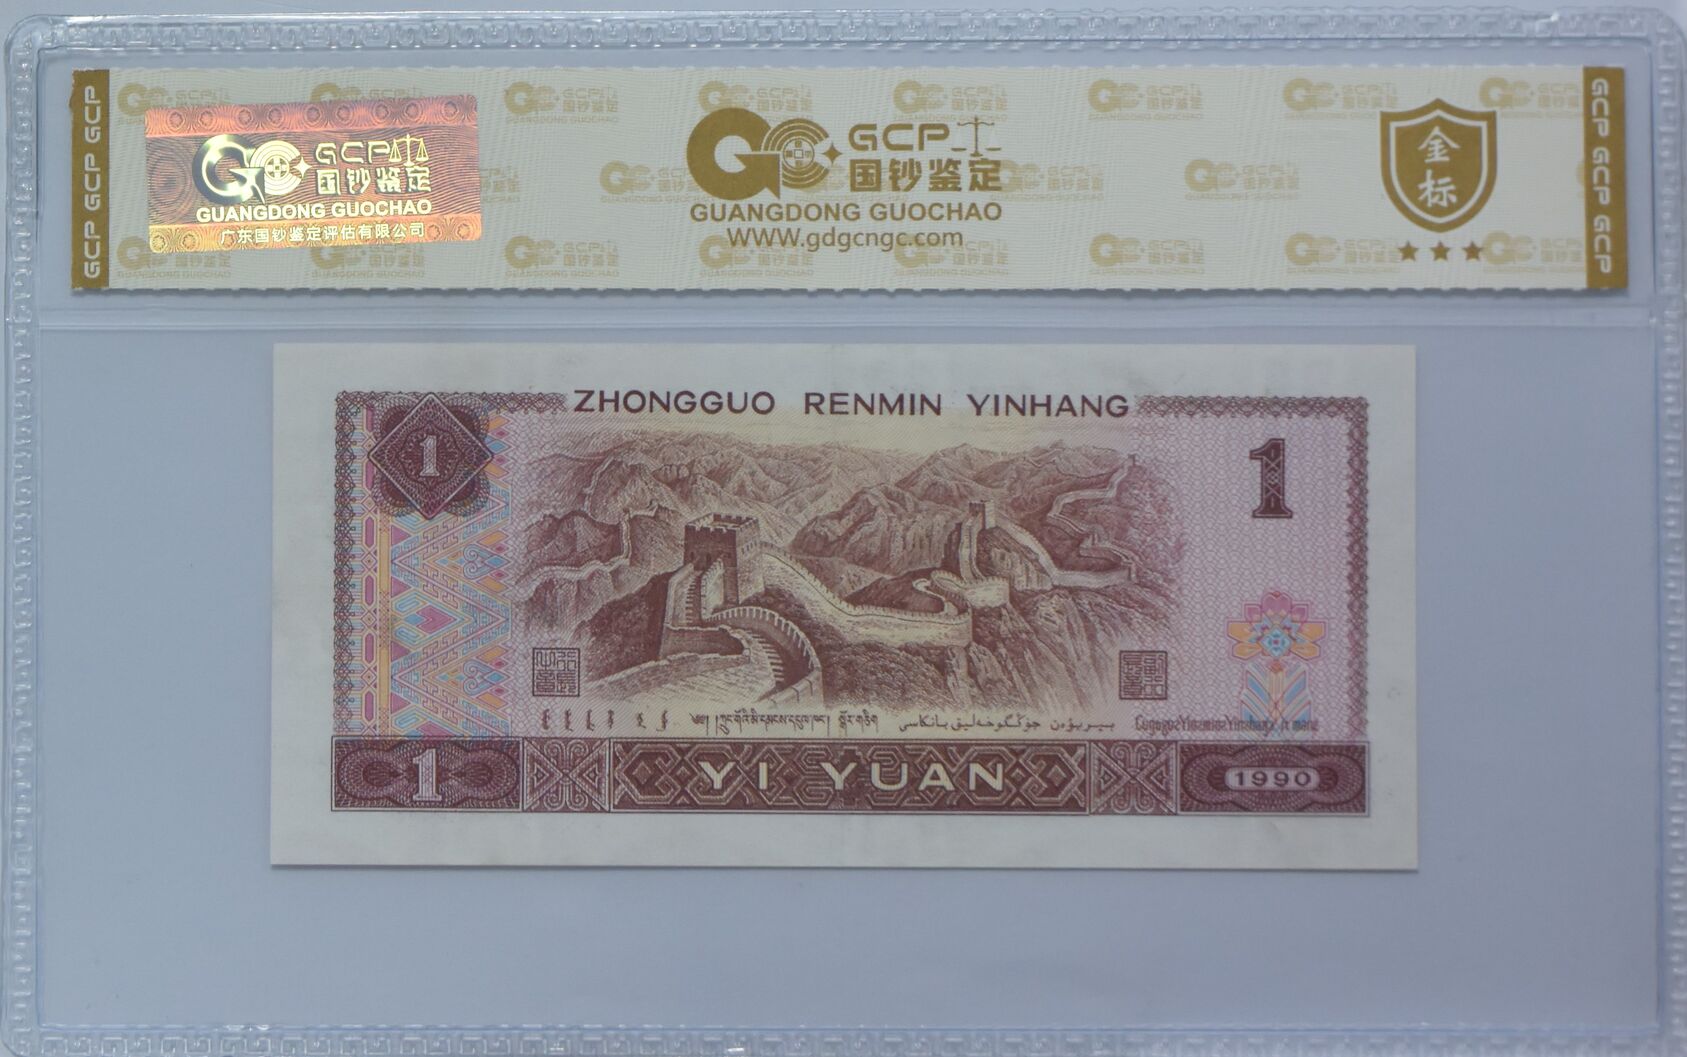 GCP GCP GCP
GCP
国钞鉴定
GUANGDONG GUOCHAO
广东国钞鉴定评估有限公司
GCP
国钞鉴定
GUANGDONG GUOCHAO
WWW.gdgcngc.com
金标
GCP GCP GCP
ZHONGGUO RENMIN YINHANG
1
1
1
YI YUAN
1990